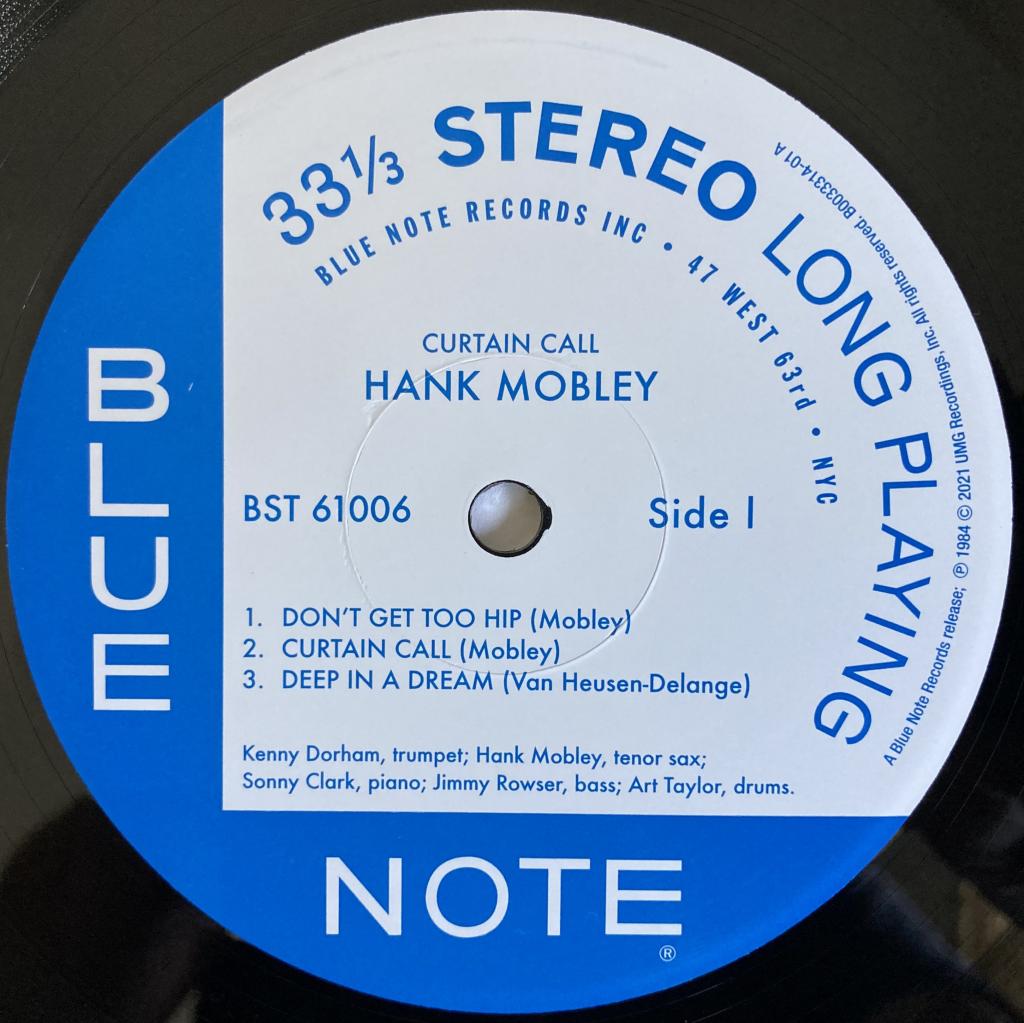 33⅓ STEREO LONG PLAYING
BLUE NOTE RECORDS INC • 47 WEST 63rd • NYC
A Blue Note Records release; ℗ 1984 © 2021 UMG Recordings, Inc. All rights reserved. B0033314-01 A
CURTAIN CALL
HANK MOBLEY
BST 61006
Side 1
1. DON'T GET TOO HIP (Mobley)
2. CURTAIN CALL (Mobley)
3. DEEP IN A DREAM (Van Heusen-Delange)
Kenny Dorham, trumpet; Hank Mobley, tenor sax;
Sonny Clark, piano; Jimmy Rowser, bass; Art Taylor, drums.
BLUE
NOTE
®